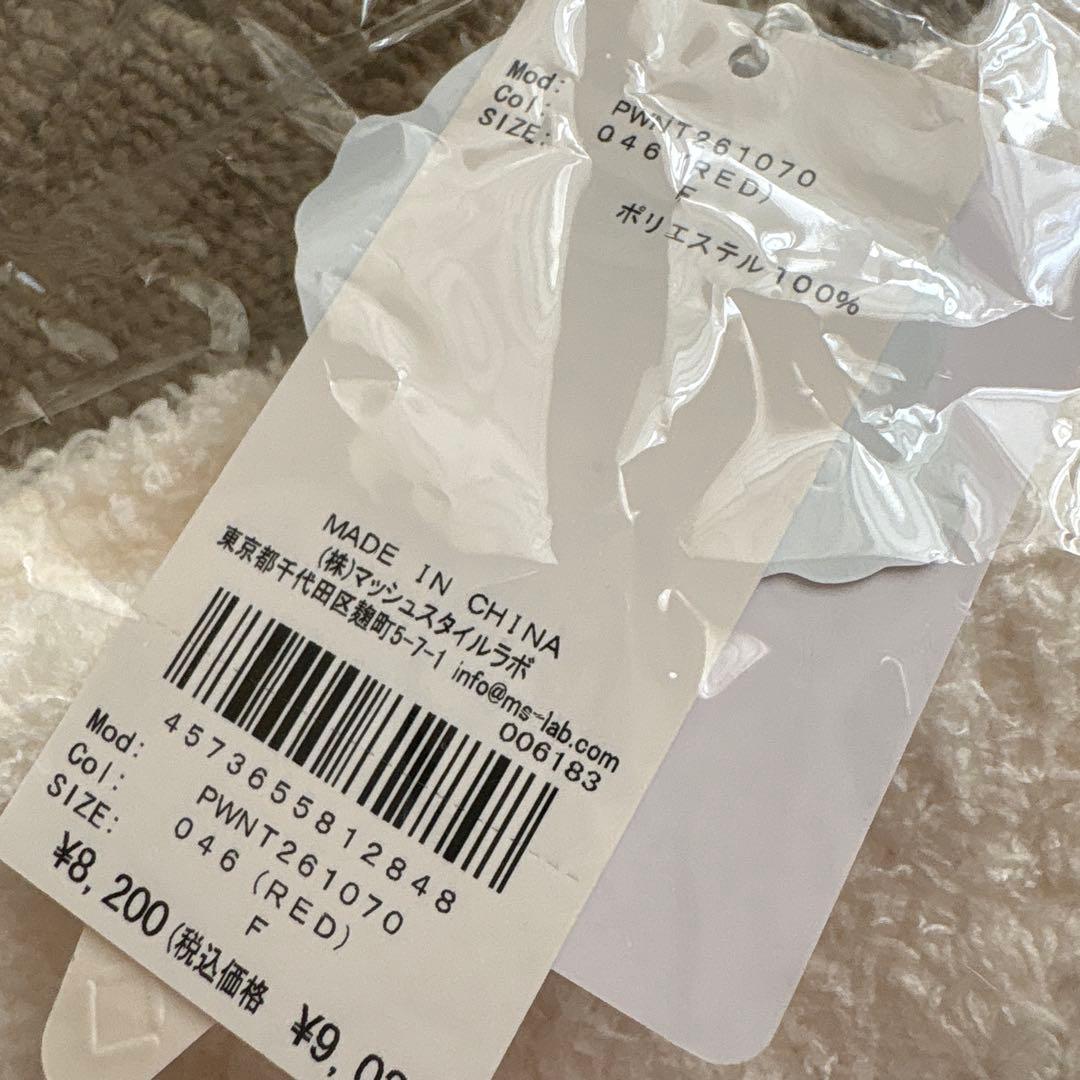 Mod: PWNT261070
Col: 046 (RED)
SIZE: F
ポリエステル100%
MADE IN CHINA
(株)マッシュスタイルラボ
東京都千代田区麹町5-7-1 info@ms-lab.com
006183
4573655812848
Mod: PWNT261070
Col: 046 (RED)
SIZE: F
¥8,200(税込価格